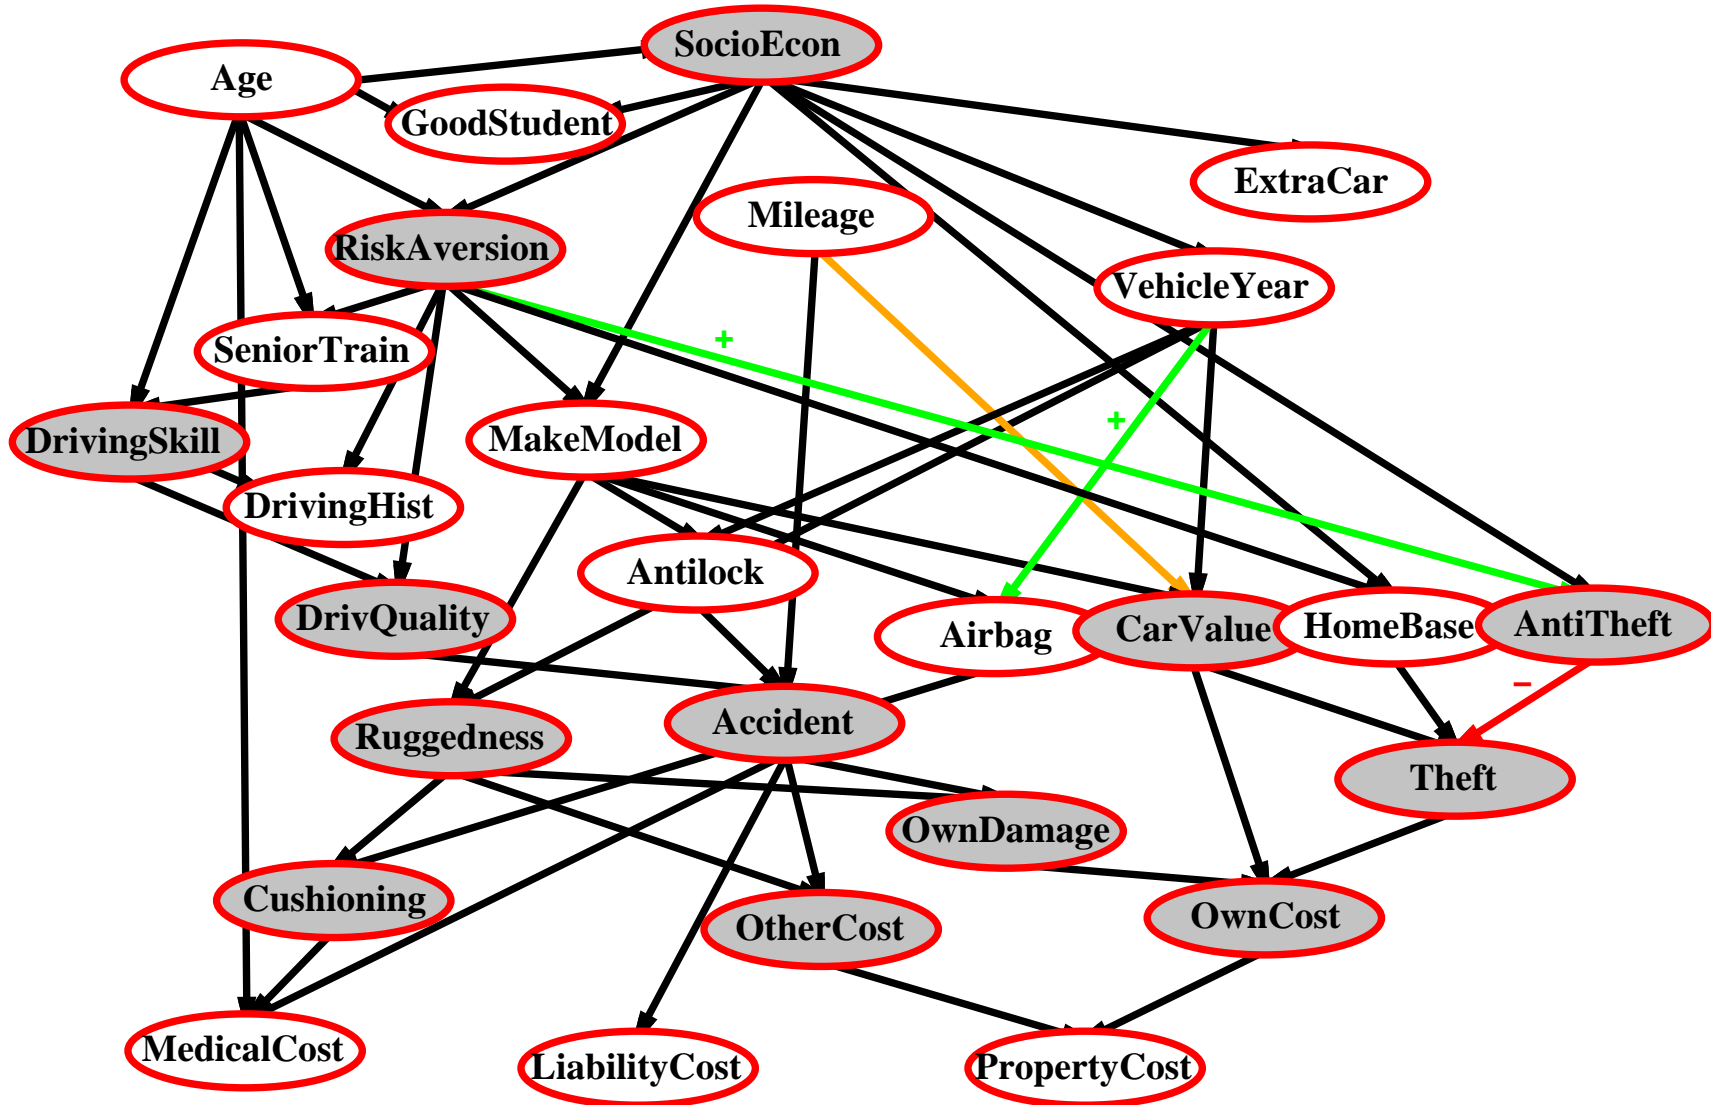 SocioEcon
Age
GoodStudent
ExtraCar
Mileage
RiskAversion
VehicleYear
+
SeniorTrain
+
DrivingSkill
MakeModel
DrivingHist
Antilock
DrivQuality
Airbag
CarValue
HomeBase
AntiTheft
−
Ruggedness
Accident
Theft
OwnDamage
Cushioning
OtherCost
OwnCost
MedicalCost
LiabilityCost
PropertyCost